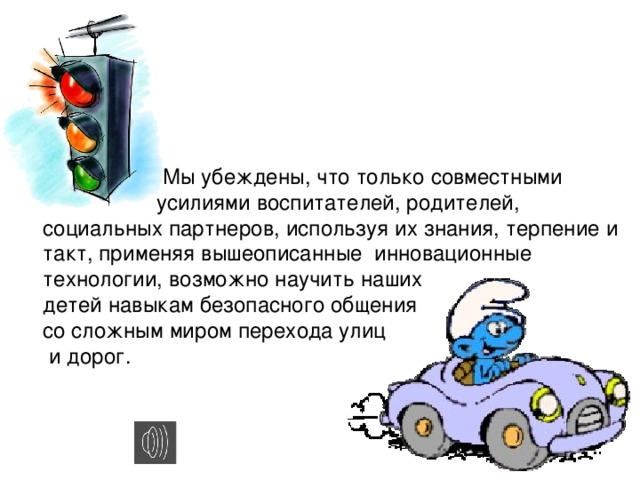 Мы убеждены, что только совместными
усилиями воспитателей, родителей,
социальных партнеров, используя их знания, терпение и
такт, применяя вышеописанные инновационные
технологии, возможно научить наших
детей навыкам безопасного общения
со сложным миром перехода улиц
и дорог.